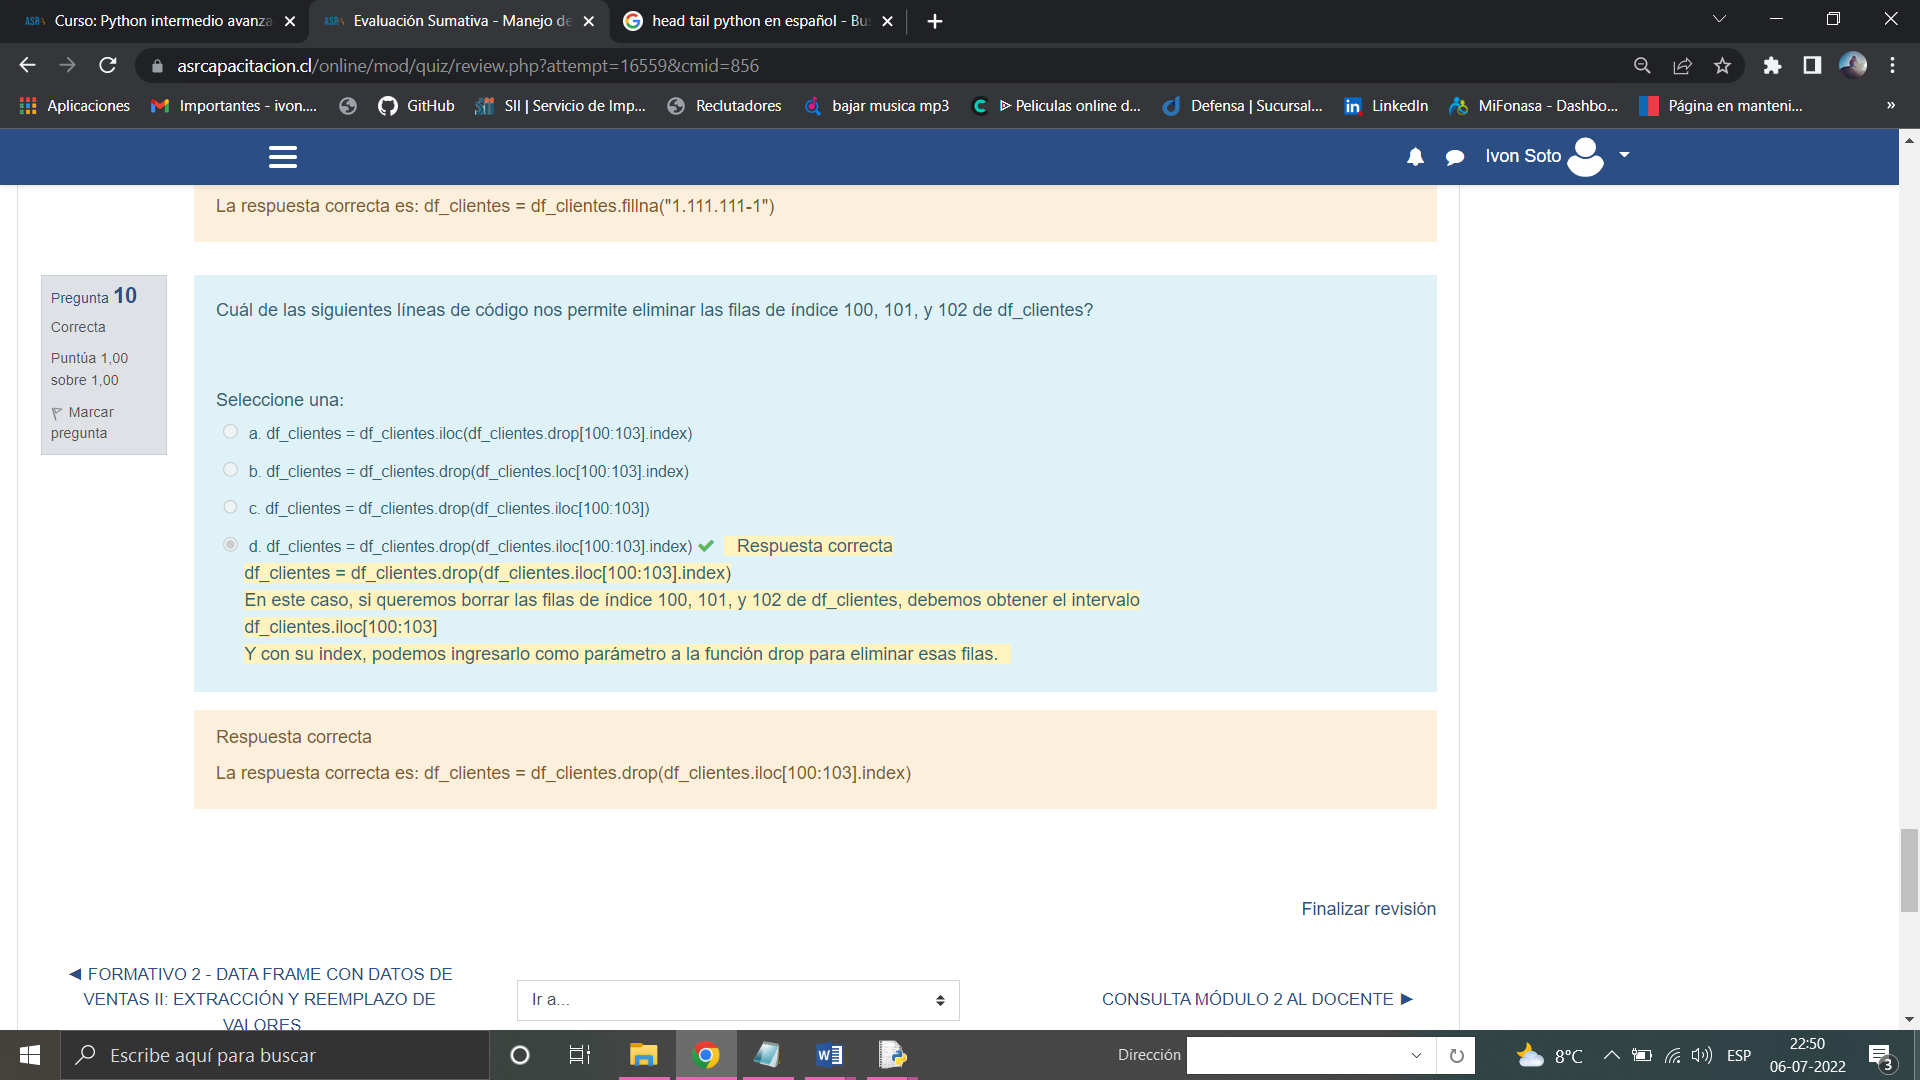 Curso: Python intermedio avanza
Evaluación Sumativa - Manejo de
head tail python en español - Bu
asrcapacitacion.cl/online/mod/quiz/review.php?attempt=16559&cmid=856
Aplicaciones
Importantes - ivon....
GitHub
SII | Servicio de Imp...
Reclutadores
bajar musica mp3
ᐅ Peliculas online d...
Defensa | Sucursal...
LinkedIn
MiFonasa - Dashbo...
Página en manteni...
»
Ivon Soto
La respuesta correcta es: df_clientes = df_clientes.fillna("1.111.111-1")
Pregunta 10
Correcta
Puntúa 1,00
sobre 1,00
Marcar
pregunta
Cuál de las siguientes líneas de código nos permite eliminar las filas de índice 100, 101, y 102 de df_clientes?
Seleccione una:
a. df_clientes = df_clientes.iloc(df_clientes.drop[100:103].index)
b. df_clientes = df_clientes.drop(df_clientes.loc[100:103].index)
c. df_clientes = df_clientes.drop(df_clientes.iloc[100:103])
d. df_clientes = df_clientes.drop(df_clientes.iloc[100:103].index) ✔ Respuesta correcta
df_clientes = df_clientes.drop(df_clientes.iloc[100:103].index)
En este caso, si queremos borrar las filas de índice 100, 101, y 102 de df_clientes, debemos obtener el intervalo
df_clientes.iloc[100:103]
Y con su index, podemos ingresarlo como parámetro a la función drop para eliminar esas filas.
Respuesta correcta
La respuesta correcta es: df_clientes = df_clientes.drop(df_clientes.iloc[100:103].index)
Finalizar revisión
◄ FORMATIVO 2 - DATA FRAME CON DATOS DE
VENTAS II: EXTRACCIÓN Y REEMPLAZO DE
VALORES
Ir a...
CONSULTA MÓDULO 2 AL DOCENTE ►
Escribe aquí para buscar
Dirección
8°C
ESP
22:50
06-07-2022
3